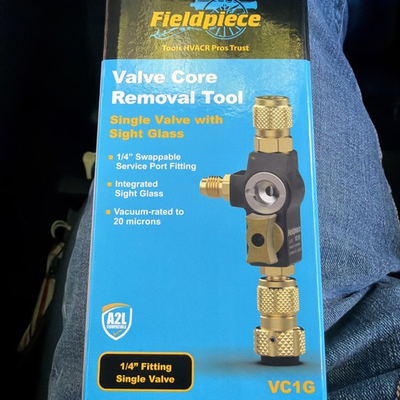 Fieldpiece
Tools HVACR Pros Trust
Valve Core
Removal Tool
Single Valve with
Sight Glass
1/4" Swappable
Service Port Fitting
Integrated
Sight Glass
Vacuum-rated to
20 microns
A2L
COMPATIBLE
1/4" Fitting
Single Valve
VC1G